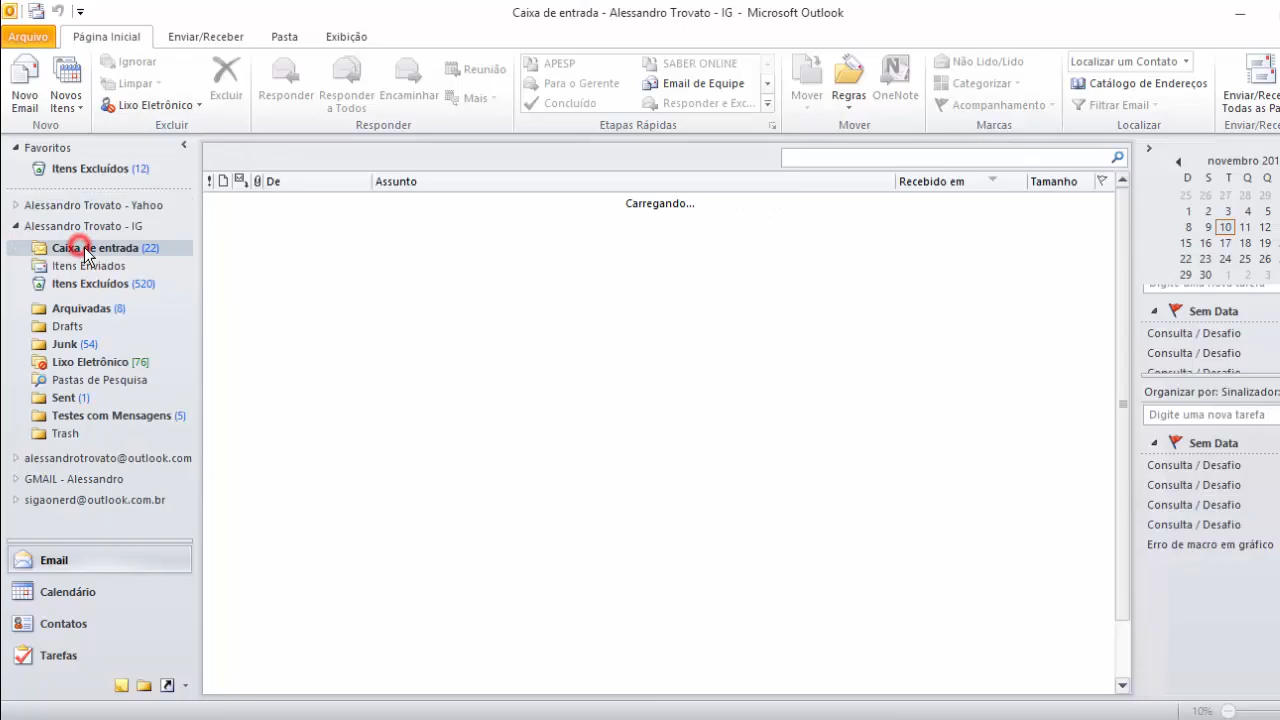 Caixa de entrada - Alessandro Trovato - IG - Microsoft Outlook
Arquivo Página Inicial Enviar/Receber Pasta Exibição
Novo Email
Novos Itens
Novo
Ignorar
Limpar
Lixo Eletrônico
Excluir
Excluir
Responder
Responder a Todos
Encaminhar
Reunião
Mais
Responder
APESP
Para o Gerente
Concluído
SABER ONLINE
Email de Equipe
Responder e Exc...
Etapas Rápidas
Mover
Regras
OneNote
Mover
Não Lido/Lido
Categorizar
Acompanhamento
Marcas
Localizar um Contato
Catálogo de Endereços
Filtrar Email
Localizar
Enviar/Rece
Todas as Pa
Enviar/Rece
Favoritos
Itens Excluídos (12)
Alessandro Trovato - Yahoo
Alessandro Trovato - IG
Caixa de entrada (22)
Itens Enviados
Itens Excluídos (520)
Arquivadas (8)
Drafts
Junk (54)
Lixo Eletrônico [76]
Pastas de Pesquisa
Sent (1)
Testes com Mensagens (5)
Trash
alessandrotrovato@outlook.com
GMAIL - Alessandro
sigaonerd@outlook.com.br
Email
Calendário
Contatos
Tarefas
De Assunto Recebido em Tamanho
Carregando...
novembro 201
D S T Q Q
25 26 27 28 29
1 2 3 4 5
8 9 10 11 12
15 16 17 18 19
22 23 24 25 26
29 30 1 2 3
Digite uma nova tarefa
Sem Data
Consulta / Desafio
Consulta / Desafio
Consulta / Desafio
Organizar por: Sinalizador:
Digite uma nova tarefa
Sem Data
Consulta / Desafio
Consulta / Desafio
Consulta / Desafio
Consulta / Desafio
Erro de macro em gráfico
10%